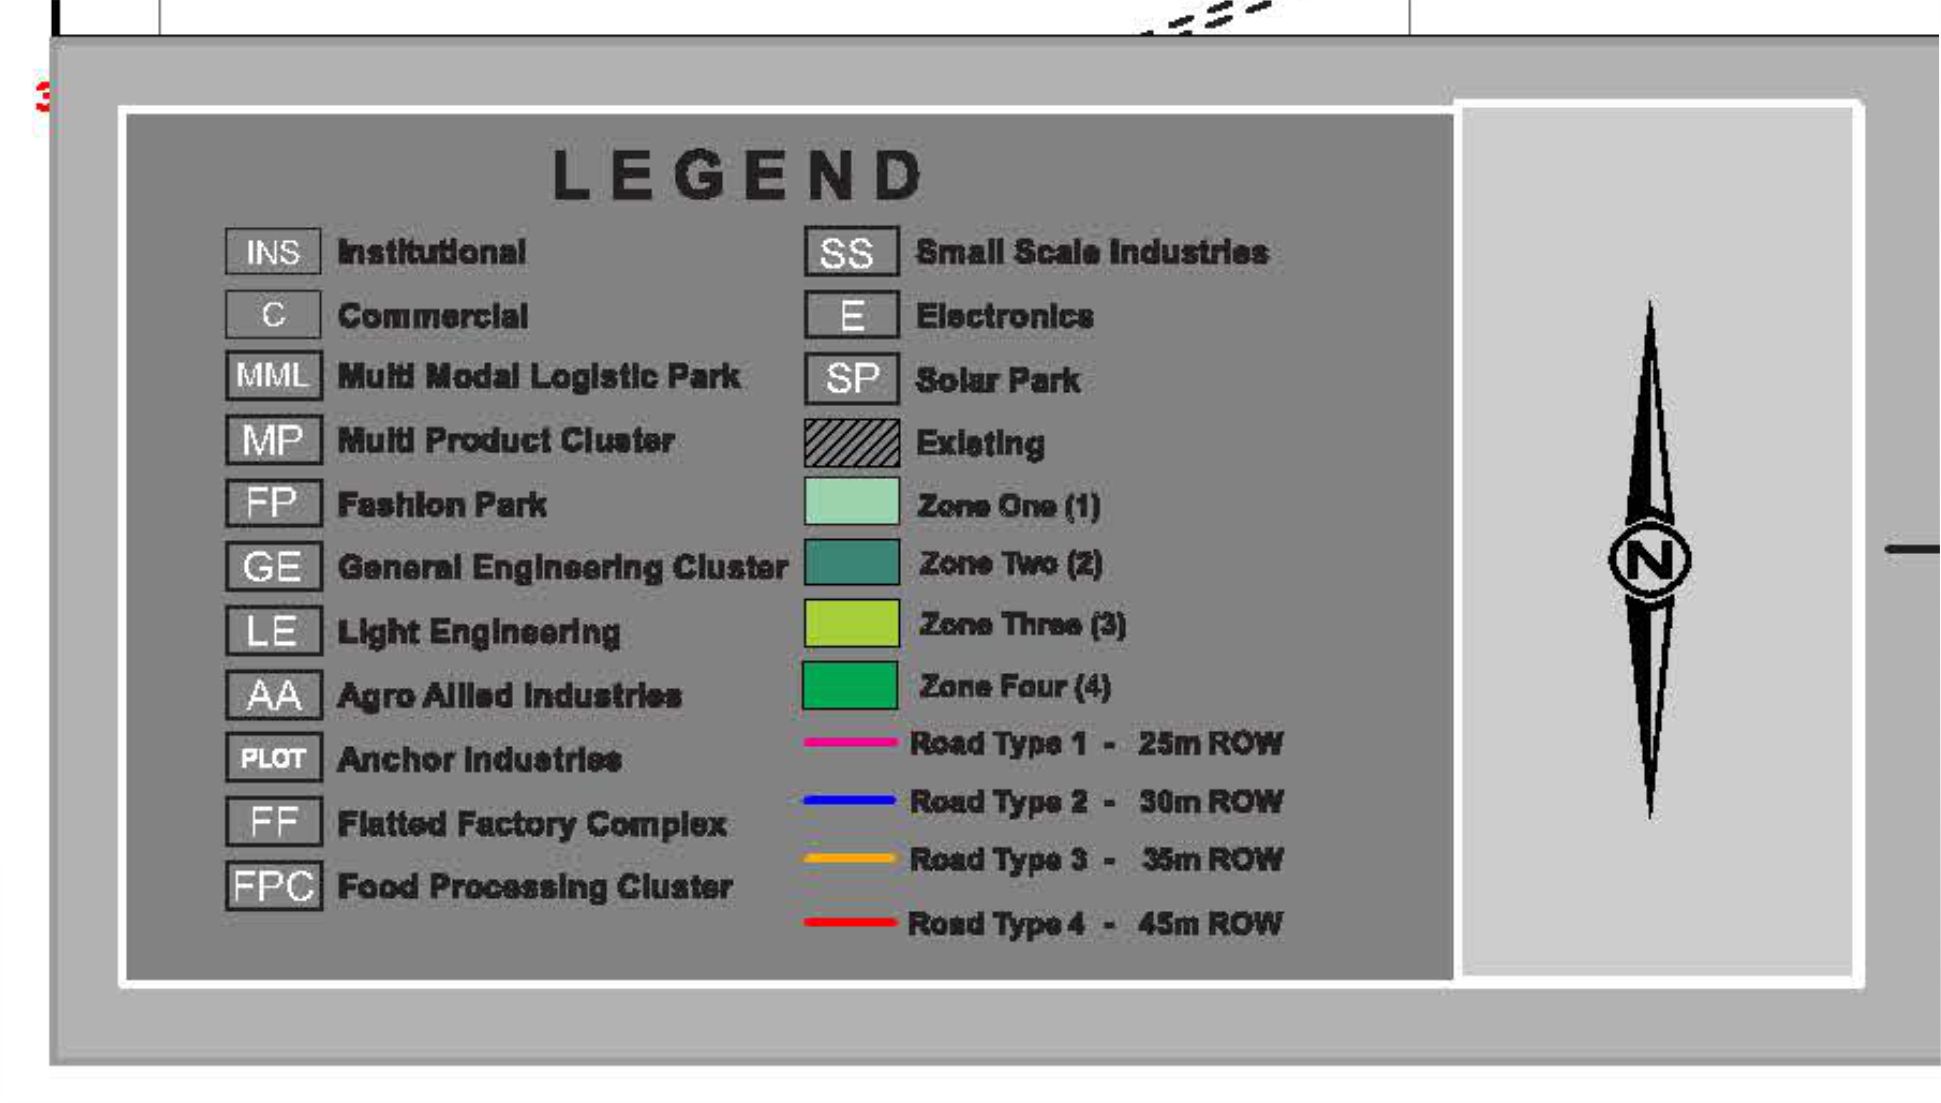 3
LEGEND
INS Institutional
C Commercial
MML Multi Modal Logistic Park
MP Multi Product Cluster
FP Fashion Park
GE General Engineering Cluster
LE Light Engineering
AA Agro Allied Industries
PLOT Anchor Industries
FF Flatted Factory Complex
FPC Food Processing Cluster
SS Small Scale Industries
E Electronics
SP Solar Park
Existing
Zone One (1)
Zone Two (2)
Zone Three (3)
Zone Four (4)
Road Type 1 - 25m ROW
Road Type 2 - 30m ROW
Road Type 3 - 35m ROW
Road Type 4 - 45m ROW
N